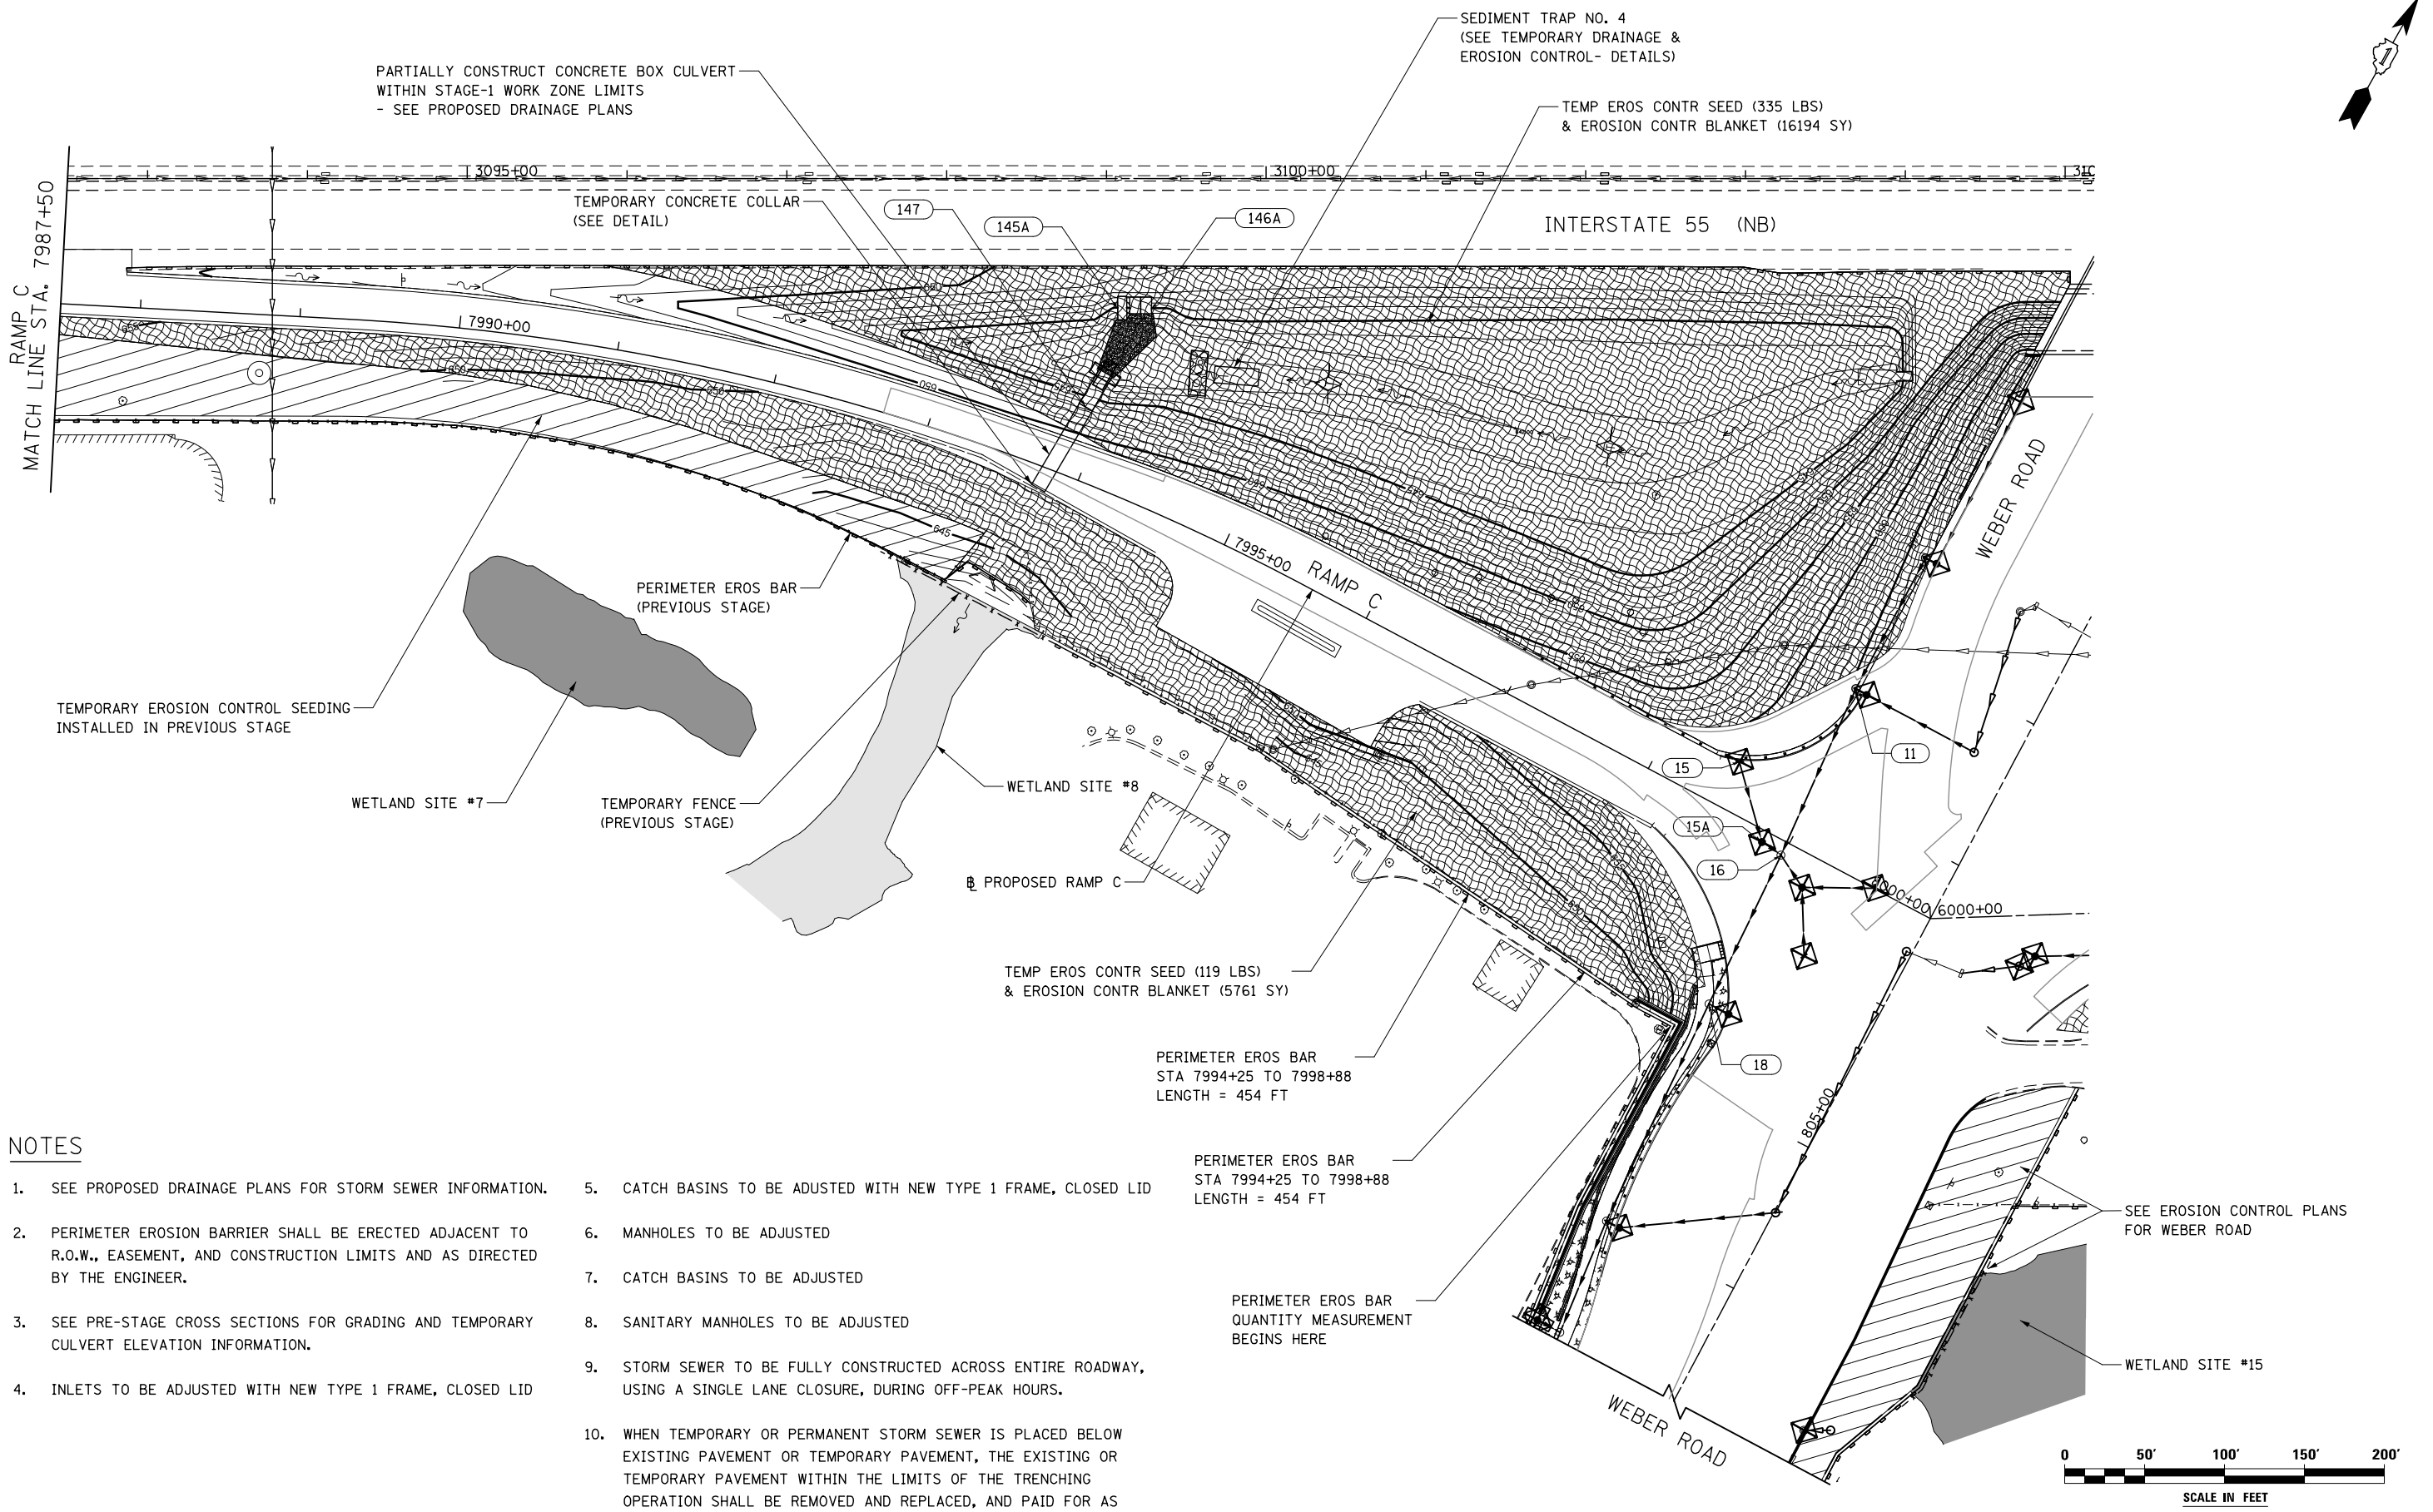 SEDIMENT TRAP NO. 4
(SEE TEMPORARY DRAINAGE &
EROSION CONTROL- DETAILS)
PARTIALLY CONSTRUCT CONCRETE BOX CULVERT
WITHIN STAGE-1 WORK ZONE LIMITS
- SEE PROPOSED DRAINAGE PLANS
TEMP EROS CONTR SEED (335 LBS)
& EROSION CONTR BLANKET (16194 SY)
1
3095+00
3100+00
310
TEMPORARY CONCRETE COLLAR
(SEE DETAIL)
147
145A
146A
INTERSTATE 55 (NB)
RAMP C
MATCH LINE STA. 7987+50
7990+00
650
650
650
650
645
650
645
7995+00
RAMP C
WEBER ROAD
PERIMETER EROS BAR
(PREVIOUS STAGE)
TEMPORARY EROSION CONTROL SEEDING
INSTALLED IN PREVIOUS STAGE
WETLAND SITE #7
TEMPORARY FENCE
(PREVIOUS STAGE)
WETLAND SITE #8
15
11
15A
16
℄ PROPOSED RAMP C
6000+00
TEMP EROS CONTR SEED (119 LBS)
& EROSION CONTR BLANKET (5761 SY)
PERIMETER EROS BAR
STA 7994+25 TO 7998+88
LENGTH = 454 FT
18
805+00
PERIMETER EROS BAR
STA 7994+25 TO 7998+88
LENGTH = 454 FT
PERIMETER EROS BAR
QUANTITY MEASUREMENT
BEGINS HERE
SEE EROSION CONTROL PLANS
FOR WEBER ROAD
WETLAND SITE #15
WEBER ROAD
NOTES
1. SEE PROPOSED DRAINAGE PLANS FOR STORM SEWER INFORMATION.
2. PERIMETER EROSION BARRIER SHALL BE ERECTED ADJACENT TO
R.O.W., EASEMENT, AND CONSTRUCTION LIMITS AND AS DIRECTED
BY THE ENGINEER.
3. SEE PRE-STAGE CROSS SECTIONS FOR GRADING AND TEMPORARY
CULVERT ELEVATION INFORMATION.
4. INLETS TO BE ADJUSTED WITH NEW TYPE 1 FRAME, CLOSED LID
5. CATCH BASINS TO BE ADUSTED WITH NEW TYPE 1 FRAME, CLOSED LID
6. MANHOLES TO BE ADJUSTED
7. CATCH BASINS TO BE ADJUSTED
8. SANITARY MANHOLES TO BE ADJUSTED
9. STORM SEWER TO BE FULLY CONSTRUCTED ACROSS ENTIRE ROADWAY,
USING A SINGLE LANE CLOSURE, DURING OFF-PEAK HOURS.
10. WHEN TEMPORARY OR PERMANENT STORM SEWER IS PLACED BELOW
EXISTING PAVEMENT OR TEMPORARY PAVEMENT, THE EXISTING OR
TEMPORARY PAVEMENT WITHIN THE LIMITS OF THE TRENCHING
OPERATION SHALL BE REMOVED AND REPLACED, AND PAID FOR AS
0 50' 100' 150' 200'
SCALE IN FEET